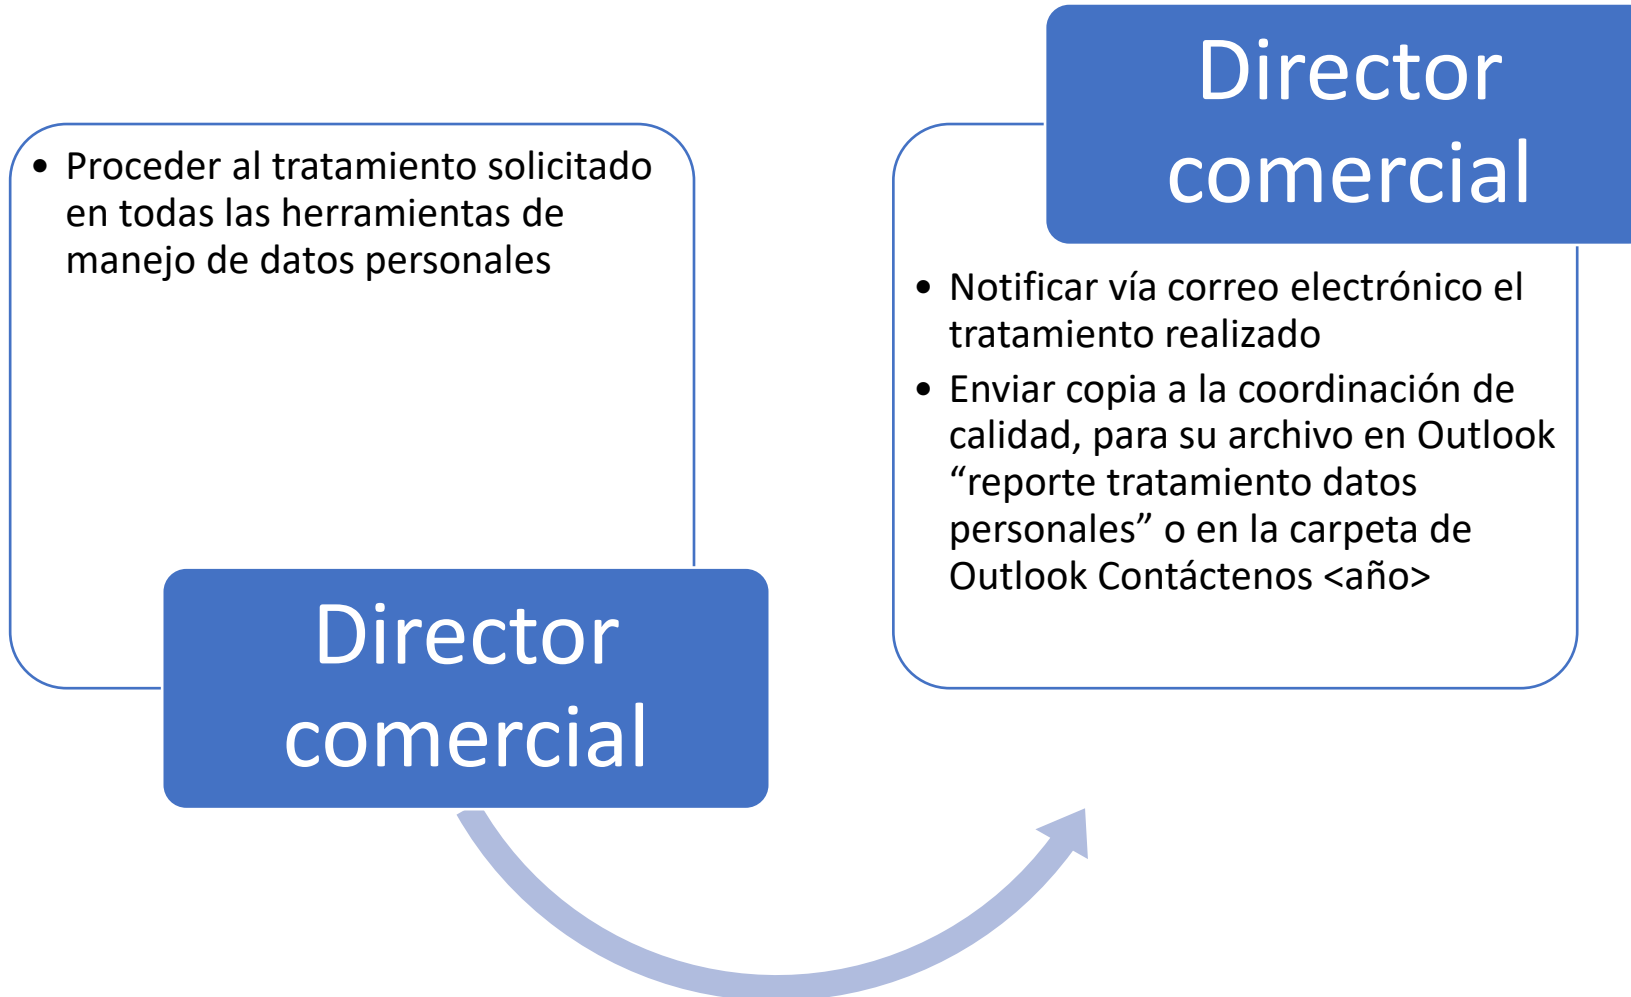 • Proceder al tratamiento solicitado
en todas las herramientas de
manejo de datos personales
Director
comercial
Director
comercial
• Notificar vía correo electrónico el
tratamiento realizado
• Enviar copia a la coordinación de
calidad, para su archivo en Outlook
“reporte tratamiento datos
personales” o en la carpeta de
Outlook Contáctenos <año>